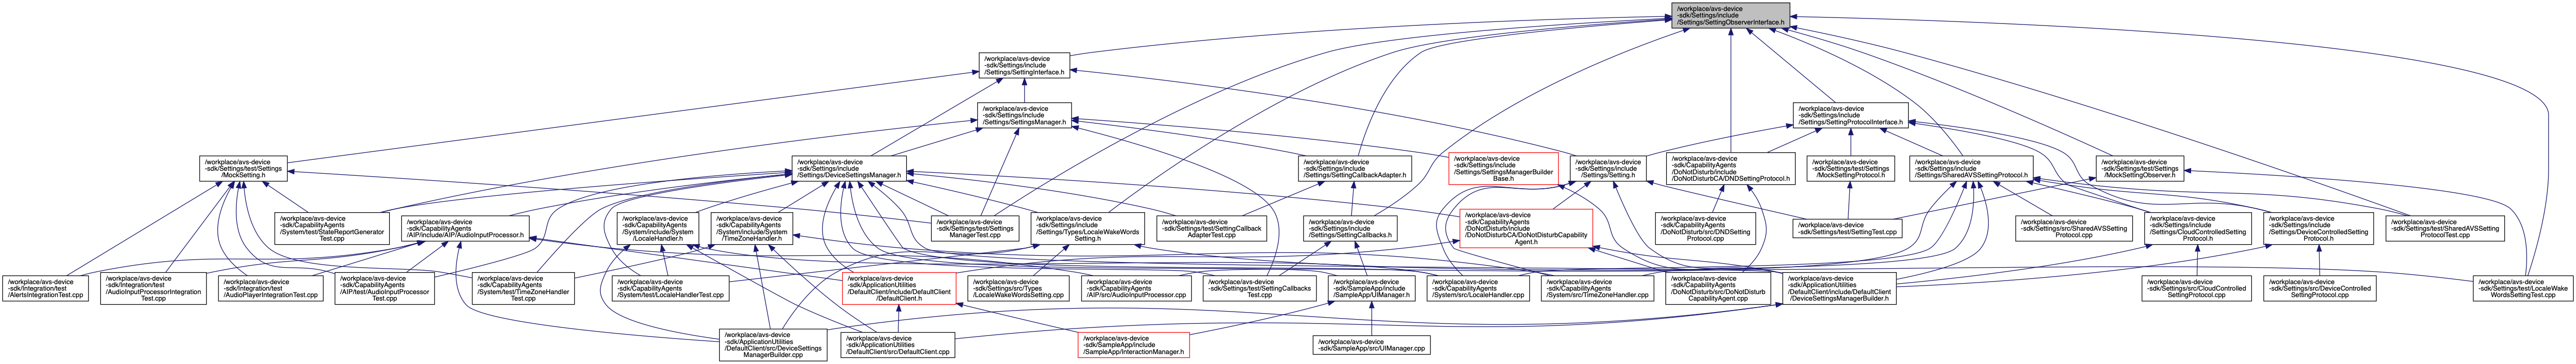 /workplace/avs-device
-sdk/Settings/include
/Settings/SettingObserverInterface.h
/workplace/avs-device
-sdk/Settings/include
/Settings/SettingInterface.h
/workplace/avs-device
-sdk/Settings/include
/Settings/SettingsManager.h
/workplace/avs-device
-sdk/Settings/include
/Settings/SettingProtocolInterface.h
/workplace/avs-device
-sdk/Settings/test/Settings
/MockSetting.h
/workplace/avs-device
-sdk/Settings/include
/Settings/DeviceSettingsManager.h
/workplace/avs-device
-sdk/Settings/include
/Settings/SettingCallbackAdapter.h
/workplace/avs-device
-sdk/Settings/include
/Settings/SettingsManagerBuilder
Base.h
/workplace/avs-device
-sdk/Settings/include
/Settings/Setting.h
/workplace/avs-device
-sdk/CapabilityAgents
/DoNotDisturb/include
/DoNotDisturbCA/DNDSettingProtocol.h
/workplace/avs-device
-sdk/Settings/test/Settings
/MockSettingProtocol.h
/workplace/avs-device
-sdk/Settings/include
/Settings/SharedAVSSettingProtocol.h
/workplace/avs-device
-sdk/Settings/test/Settings
/MockSettingObserver.h
/workplace/avs-device
-sdk/CapabilityAgents
/System/test/StateReportGenerator
Test.cpp
/workplace/avs-device
-sdk/CapabilityAgents
/AIP/include/AIP/AudioInputProcessor.h
/workplace/avs-device
-sdk/CapabilityAgents
/System/include/System
/LocaleHandler.h
/workplace/avs-device
-sdk/CapabilityAgents
/System/include/System
/TimeZoneHandler.h
/workplace/avs-device
-sdk/Settings/test/Settings
ManagerTest.cpp
/workplace/avs-device
-sdk/Settings/include
/Settings/Types/LocaleWakeWords
Setting.h
/workplace/avs-device
-sdk/Settings/test/SettingCallback
AdapterTest.cpp
/workplace/avs-device
-sdk/Settings/include
/Settings/SettingCallbacks.h
/workplace/avs-device
-sdk/CapabilityAgents
/DoNotDisturb/include
/DoNotDisturbCA/DoNotDisturbCapability
Agent.h
/workplace/avs-device
-sdk/CapabilityAgents
/DoNotDisturb/src/DNDSetting
Protocol.cpp
/workplace/avs-device
-sdk/Settings/test/SettingTest.cpp
/workplace/avs-device
-sdk/Settings/src/SharedAVSSetting
Protocol.cpp
/workplace/avs-device
-sdk/Settings/include
/Settings/CloudControlledSetting
Protocol.h
/workplace/avs-device
-sdk/Settings/include
/Settings/DeviceControlledSetting
Protocol.h
/workplace/avs-device
-sdk/Settings/test/SharedAVSSetting
ProtocolTest.cpp
/workplace/avs-device
-sdk/Integration/test
/AlertsIntegrationTest.cpp
/workplace/avs-device
-sdk/Integration/test
/AudioInputProcessorIntegration
Test.cpp
/workplace/avs-device
-sdk/Integration/test
/AudioPlayerIntegrationTest.cpp
/workplace/avs-device
-sdk/CapabilityAgents
/AIP/test/AudioInputProcessor
Test.cpp
/workplace/avs-device
-sdk/CapabilityAgents
/System/test/TimeZoneHandler
Test.cpp
/workplace/avs-device
-sdk/CapabilityAgents
/System/test/LocaleHandlerTest.cpp
/workplace/avs-device
-sdk/ApplicationUtilities
/DefaultClient/include/DefaultClient
/DefaultClient.h
/workplace/avs-device
-sdk/Settings/src/Types
/LocaleWakeWordsSetting.cpp
/workplace/avs-device
-sdk/CapabilityAgents
/AIP/src/AudioInputProcessor.cpp
/workplace/avs-device
-sdk/Settings/test/SettingCallbacks
Test.cpp
/workplace/avs-device
-sdk/SampleApp/include
/SampleApp/UIManager.h
/workplace/avs-device
-sdk/CapabilityAgents
/System/src/LocaleHandler.cpp
/workplace/avs-device
-sdk/CapabilityAgents
/System/src/TimeZoneHandler.cpp
/workplace/avs-device
-sdk/CapabilityAgents
/DoNotDisturb/src/DoNotDisturb
CapabilityAgent.cpp
/workplace/avs-device
-sdk/ApplicationUtilities
/DefaultClient/include/DefaultClient
/DeviceSettingsManagerBuilder.h
/workplace/avs-device
-sdk/Settings/src/CloudControlled
SettingProtocol.cpp
/workplace/avs-device
-sdk/Settings/src/DeviceControlled
SettingProtocol.cpp
/workplace/avs-device
-sdk/Settings/test/LocaleWake
WordsSettingTest.cpp
/workplace/avs-device
-sdk/ApplicationUtilities
/DefaultClient/src/DeviceSettings
ManagerBuilder.cpp
/workplace/avs-device
-sdk/ApplicationUtilities
/DefaultClient/src/DefaultClient.cpp
/workplace/avs-device
-sdk/SampleApp/include
/SampleApp/InteractionManager.h
/workplace/avs-device
-sdk/SampleApp/src/UIManager.cpp